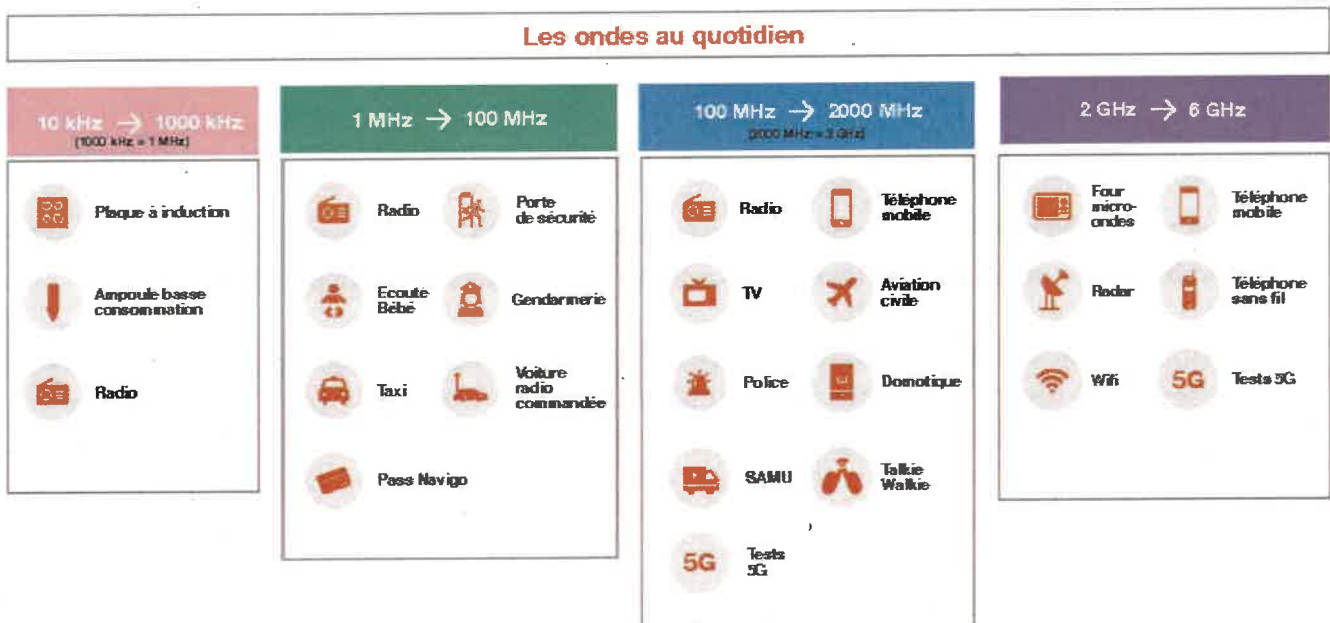 Les ondes au quotidien
10 kHz → 1000 kHz
(1000 kHz = 1 MHz)
Plaque à induction
Ampoule basse
consommation
Radio
1 MHz → 100 MHz
Radio
Porte
de sécurité
Ecoute
Bébé
Gendarmerie
Taxi
Voiture
radio
commandée
Pass Navigo
100 MHz → 2000 MHz
(2000 MHz = 2 GHz)
Radio
Téléphone
mobile
TV
Aviation
civile
Police
Domotique
SAMU
Talkie
Walkie
5G
Tests
5G
2 GHz → 6 GHz
Four
micro-
ondes
Téléphone
mobile
Radar
Téléphone
sans fil
Wifi
5G
Tests 5G